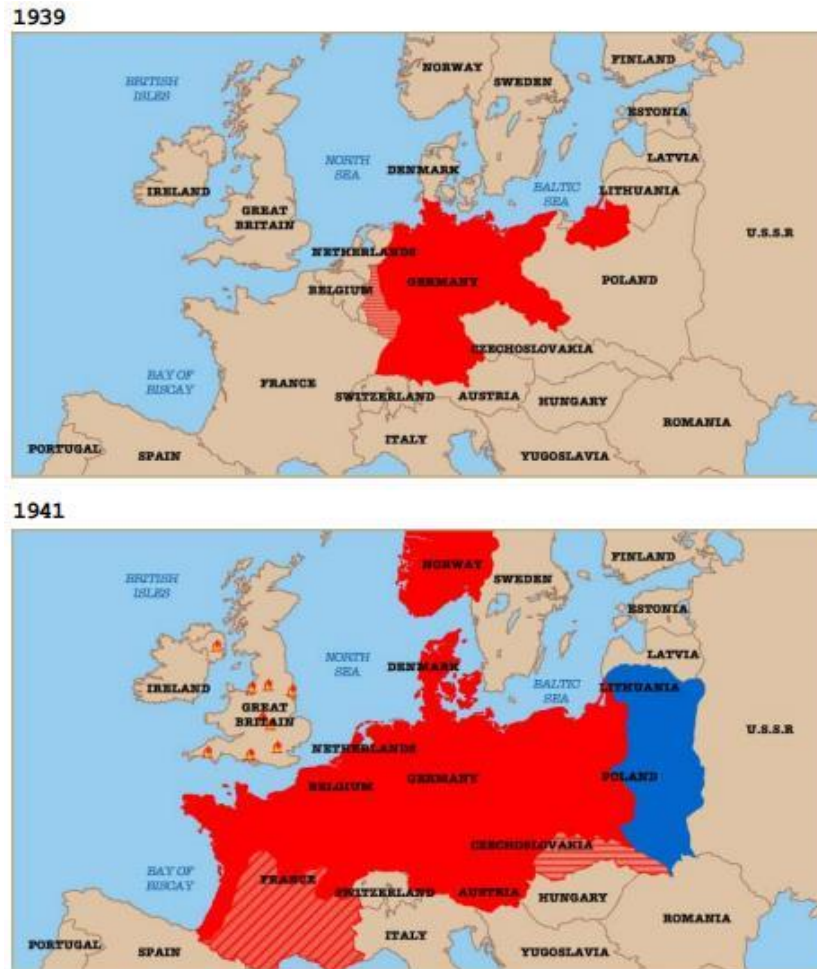 1939
NORWAY
SWEDEN
FINLAND
BRITISH
ISLES
ESTONIA
LATVIA
NORTH
SEA
DENMARK
BALTIC
SEA
LITHUANIA
IRELAND
GREAT
BRITAIN
U.S.S.R
NETHERLANDS
BELGIUM
GERMANY
POLAND
CZECHOSLOVAKIA
BAY OF
BISCAY
FRANCE
SWITZERLAND
AUSTRIA
HUNGARY
ROMANIA
PORTUGAL
SPAIN
ITALY
YUGOSLAVIA
1941
NORWAY
SWEDEN
FINLAND
BRITISH
ISLES
ESTONIA
LATVIA
NORTH
SEA
DENMARK
BALTIC
SEA
LITHUANIA
IRELAND
GREAT
BRITAIN
U.S.S.R
NETHERLANDS
BELGIUM
GERMANY
POLAND
CZECHOSLOVAKIA
BAY OF
BISCAY
FRANCE
SWITZERLAND
AUSTRIA
HUNGARY
ROMANIA
PORTUGAL
SPAIN
ITALY
YUGOSLAVIA